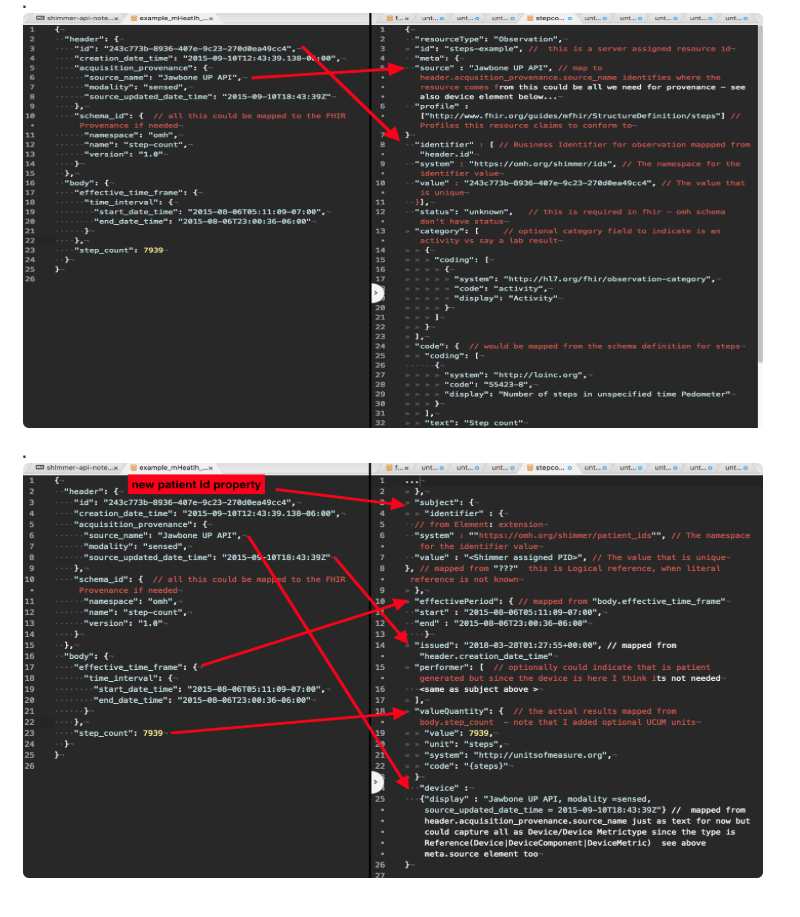 shimmer-api-note...x example_mHeatlh_...x
1 {
2 "header": {
3 "id": "243c773b-8936-407e-9c23-270d0ea49cc4",
4 "creation_date_time": "2015-09-10T12:43:39.138-06:00",
5 "acquisition_provenance": {
6 "source_name": "Jawbone UP API",
7 "modality": "sensed",
8 "source_updated_date_time": "2015-09-10T18:43:39Z"
9 },
10 "schema_id": { // all this could be mapped to the FHIR
Provenance if needed
11 "namespace": "omh",
12 "name": "step-count",
13 "version": "1.0"
14 }
15 },
16 "body": {
17 "effective_time_frame": {
18 "time_interval": {
19 "start_date_time": "2015-08-06T05:11:09-07:00",
20 "end_date_time": "2015-08-06T23:00:36-06:00"
21 }
22 },
23 "step_count": 7939
24 }
25 }
26
f...x unt... unt... unt... stepco... unt... unt... unt... unt...
1 {
2 "resourceType": "Observation",
3 "id": "steps-example", // this is a server assigned resource id
4 "meta": {
5 "source" : "Jawbone UP API", // map to
header.acqustion_provenance.source_name identifies where the
resource comes from this could be all we need for provenance - see
also device element below...
6 "profile" :
["http://www.fhir.org/guides/mfhir/StructureDefinition/steps"] //
Profiles this resource claims to conform to
7 }
8 "identifier" : [ // Business Identifier for observation mappped from
"header.id"
9 "system" : "https://omh.org/shimmer/ids", // The namespace for the
identifier value
10 "value" : "243c773b-8936-407e-9c23-270d0ea49cc4", // The value that
is unique
11 }],
12 "status": "unknown", // this is required in fhir - omh schema
don't have status
13 "category": [ // optional category field to indicate is an
activity vs say a lab result
14 {
15 "coding": [
16 {
17 "system": "http://hl7.org/fhir/observation-category",
"code": "activity",
"display": "Activity"
20 }
21 ]
22 }
23 ],
24 "code": { // would be mapped from the schema definition for steps
25 "coding": [
26 {
27 "system": "http://loinc.org",
28 "code": "55423-8",
29 "display": "Number of steps in unspecified time Pedometer"
30 }
31 ],
32 "text": "Step count"
shimmer-api-note...x example_mHeatlh_...x
1 {
2 "header": {
new patient id property
3 "id": "243c773b-8936-407e-9c23-270d0ea49cc4",
4 "creation_date_time": "2015-09-10T12:43:39.138-06:00",
5 "acquisition_provenance": {
6 "source_name": "Jawbone UP API",
7 "modality": "sensed",
8 "source_updated_date_time": "2015-09-10T18:43:39Z"
9 },
10 "schema_id": { // all this could be mapped to the FHIR
Provenance if needed
11 "namespace": "omh",
12 "name": "step-count",
13 "version": "1.0"
14 }
15 },
16 "body": {
17 "effective_time_frame": {
18 "time_interval": {
19 "start_date_time": "2015-08-06T05:11:09-07:00",
20 "end_date_time": "2015-08-06T23:00:36-06:00"
21 }
22 },
23 "step_count": 7939
24 }
25 }
26
f...x unt... unt... unt... stepco... unt... unt... unt... unt...
1 ...
2 },
3 "subject": {
4 "identifier" : {
5 // from Element: extension
6 "system" : ""https://omh.org/shimmer/patient_ids"", // The namespace
for the identifier value
7 "value" : "<Shimmer assigned PID>", // The value that is unique
8 }, // mapped from "???" this is Logical reference, when literal
reference is not known
9 },
10 "effectivePeriod": { // mapped from "body.effective_time_frame"
11 "start" : "2015-08-06T05:11:09-07:00",
12 "end" : "2015-08-06T23:00:36-06:00"
13 }
14 "issued": "2018-03-28T01:27:55+00:00", // mapped from
"header.creation_date_time"
15 "performer": [ // optionally could indicate that is patient
generated but since the device is here I think its not needed
16 <same as subject above >
17 ],
18 "valueQuantity": { // the actual results mapped from
body.step_count - note that I added optional UCUM units
19 "value": 7939,
20 "unit": "steps",
21 "system": "http://unitsofmeasure.org",
22 "code": "{steps}"
}
"device" :
25 {"display" : "Jawbone UP API, modality =sensed,
source_updated_date_time = 2015-09-10T18:43:39Z"} // mapped from
header.acquisition_provenance.source_name just as text for now but
could capture all as Device/Device Metrictype since the type is
Reference(Device|DeviceComponent|DeviceMetric) see above
meta.source element too
26 }
27